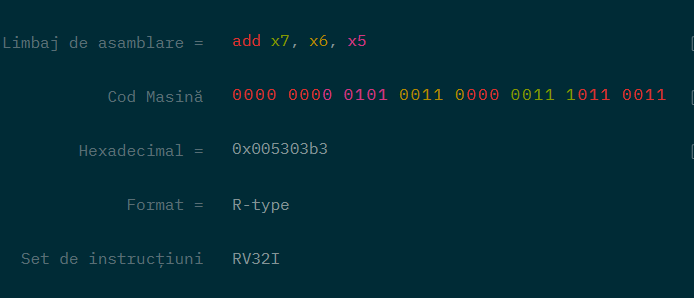 Limbaj de asamblare = add x7, x6, x5
Cod Masină 0000 0000 0101 0011 0000 0011 1011 0011
Hexadecimal = 0x005303b3
Format = R-type
Set de instrucțiuni RV32I